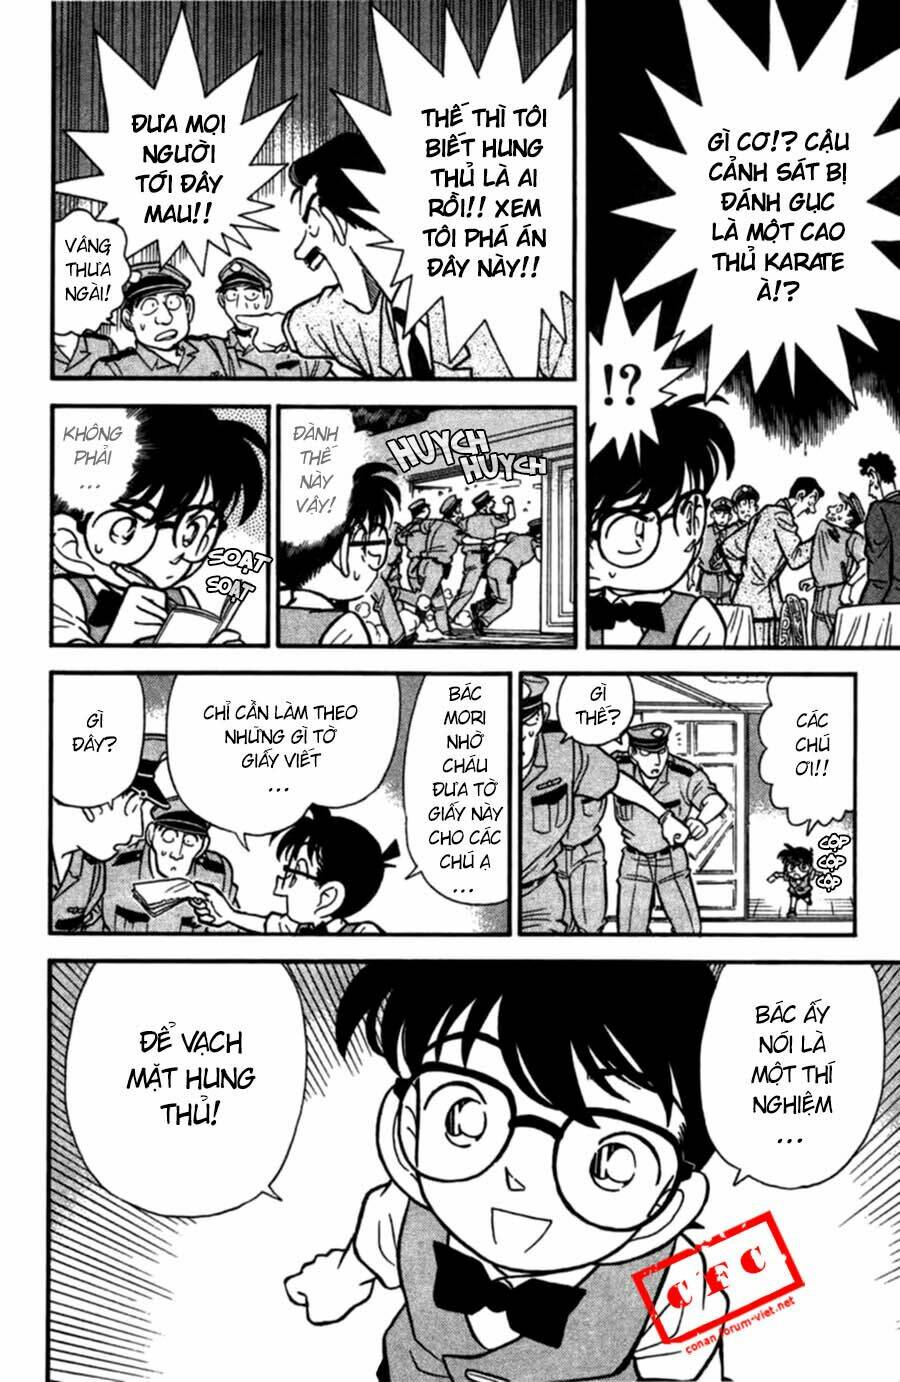 GÌ CƠ!? CẬU
CẢNH SÁT BỊ
ĐÁNH GỤC
LÀ MỘT CAO
THỦ KARATE
À!?
!?
THẾ THÌ TÔI
BIẾT HUNG
THỦ LÀ AI
RỒI!! XEM
TÔI PHÁ ÁN
ĐÂY NÀY!!
ĐƯA MỌI
NGƯỜI
TỚI ĐÂY
MAU!!
VÂNG
THƯA
NGÀI!
HUỴCH
HUỴCH
ĐÀNH
THẾ
NÀY
VẬY!
KHÔNG
PHẢI
...
SOẠT
SOẠT
CÁC
CHÚ
ƠI!!
CỘP
CỘP
CỘP
GÌ
THẾ?
BÁC
MORI
NHỜ
CHÁU
ĐƯA TỜ
GIẤY NÀY
CHO CÁC
CHÚ Ạ
...
CHỈ CẦN LÀM THEO
NHỮNG GÌ TỜ
GIẤY VIẾT
...
GÌ
ĐÂY?
BÁC ẤY
NÓI LÀ
MỘT THÍ
NGHIỆM
...
ĐỂ VẠCH
MẶT HUNG
THỦ!
CFC
conan.forum-viet.net